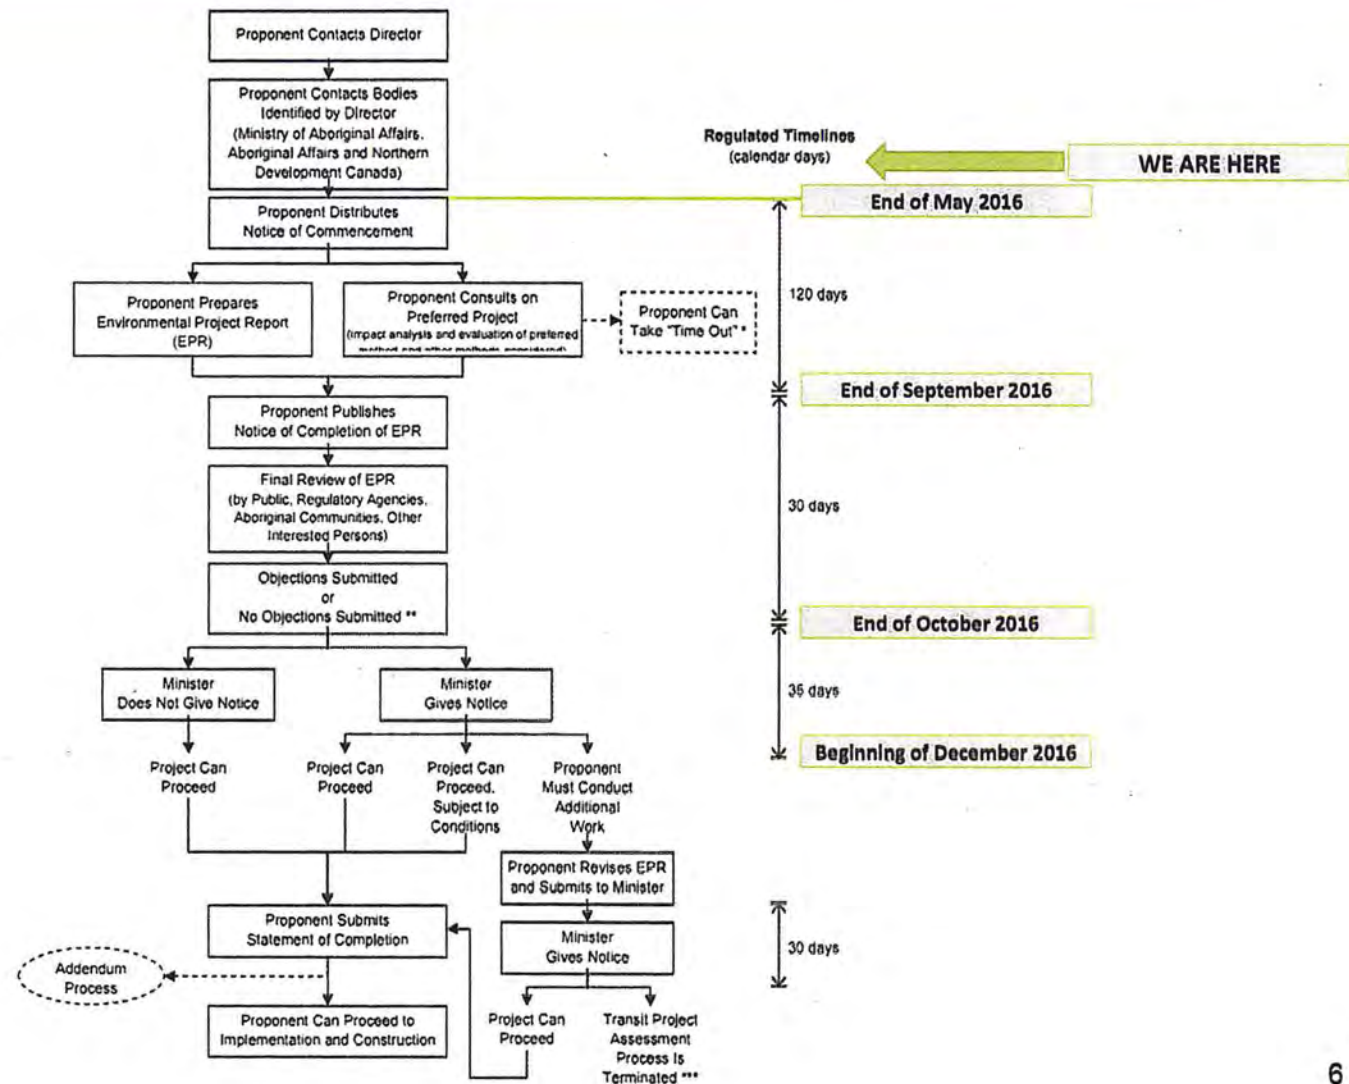 Proponent Contacts Director
Proponent Contacts Bodies
Identified by Director
(Ministry of Aboriginal Affairs,
Aboriginal Affairs and Northern
Development Canada)
Regulated Timelines
(calendar days)
WE ARE HERE
Proponent Distributes
Notice of Commencement
End of May 2016
Proponent Prepares
Environmental Project Report
(EPR)
Proponent Consults on
Preferred Project
(impact analysis and evaluation of preferred
method and other methods considered)
Proponent Can
Take "Time Out" *
120 days
End of September 2016
Proponent Publishes
Notice of Completion of EPR
Final Review of EPR
(by Public, Regulatory Agencies,
Aboriginal Communities, Other
Interested Persons)
30 days
Objections Submitted
or
No Objections Submitted **
End of October 2016
Minister
Does Not Give Notice
Minister
Gives Notice
35 days
Project Can
Proceed
Project Can
Proceed
Project Can
Proceed,
Subject to
Conditions
Proponent
Must Conduct
Additional
Work
Beginning of December 2016
Proponent Revises EPR
and Submits to Minister
Proponent Submits
Statement of Completion
Minister
Gives Notice
30 days
Addendum
Process
Proponent Can Proceed to
Implementation and Construction
Project Can
Proceed
Transit Project
Assessment
Process Is
Terminated ***
6